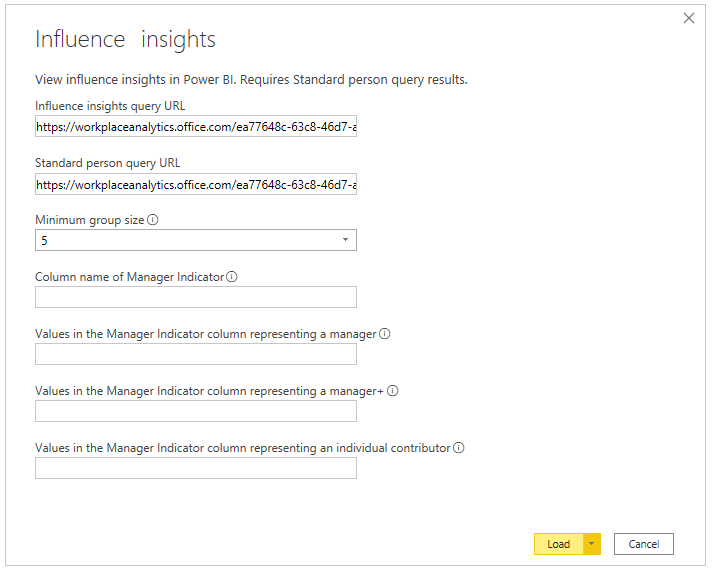 Influence insights
View influence insights in Power BI. Requires Standard person query results.
Influence insights query URL
https://workplaceanalytics.office.com/ea77648c-63c8-46d7-a
Standard person query URL
https://workplaceanalytics.office.com/ea77648c-63c8-46d7-a
Minimum group size
5
Column name of Manager Indicator
Values in the Manager Indicator column representing a manager
Values in the Manager Indicator column representing a manager+
Values in the Manager Indicator column representing an individual contributor
Load
Cancel